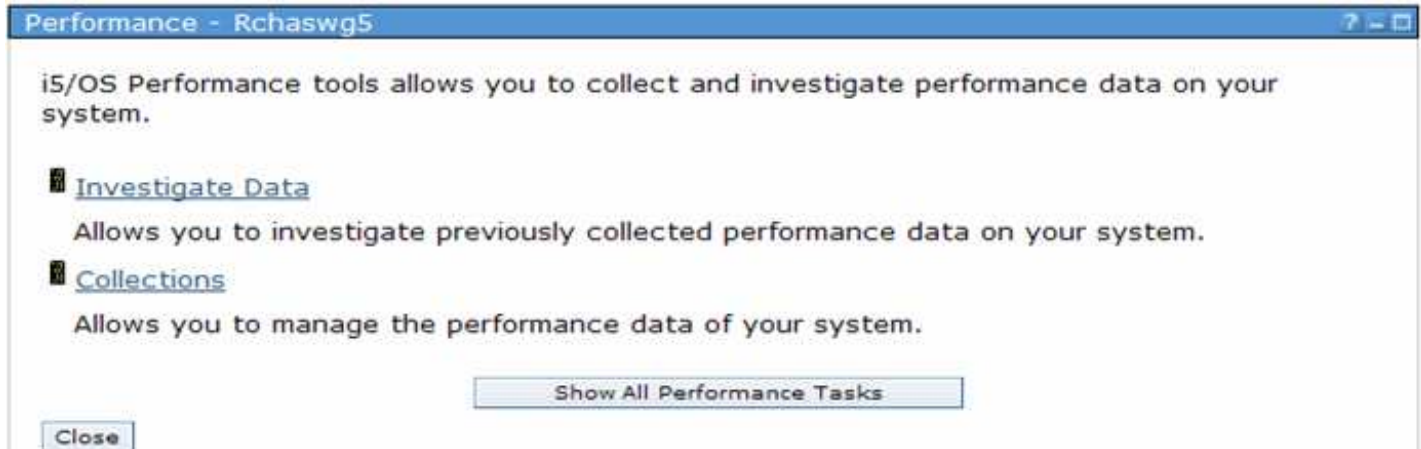 Performance - Rchaswg5
? – □
i5/OS Performance tools allows you to collect and investigate performance data on your
system.
Investigate Data
Allows you to investigate previously collected performance data on your system.
Collections
Allows you to manage the performance data of your system.
Show All Performance Tasks
Close